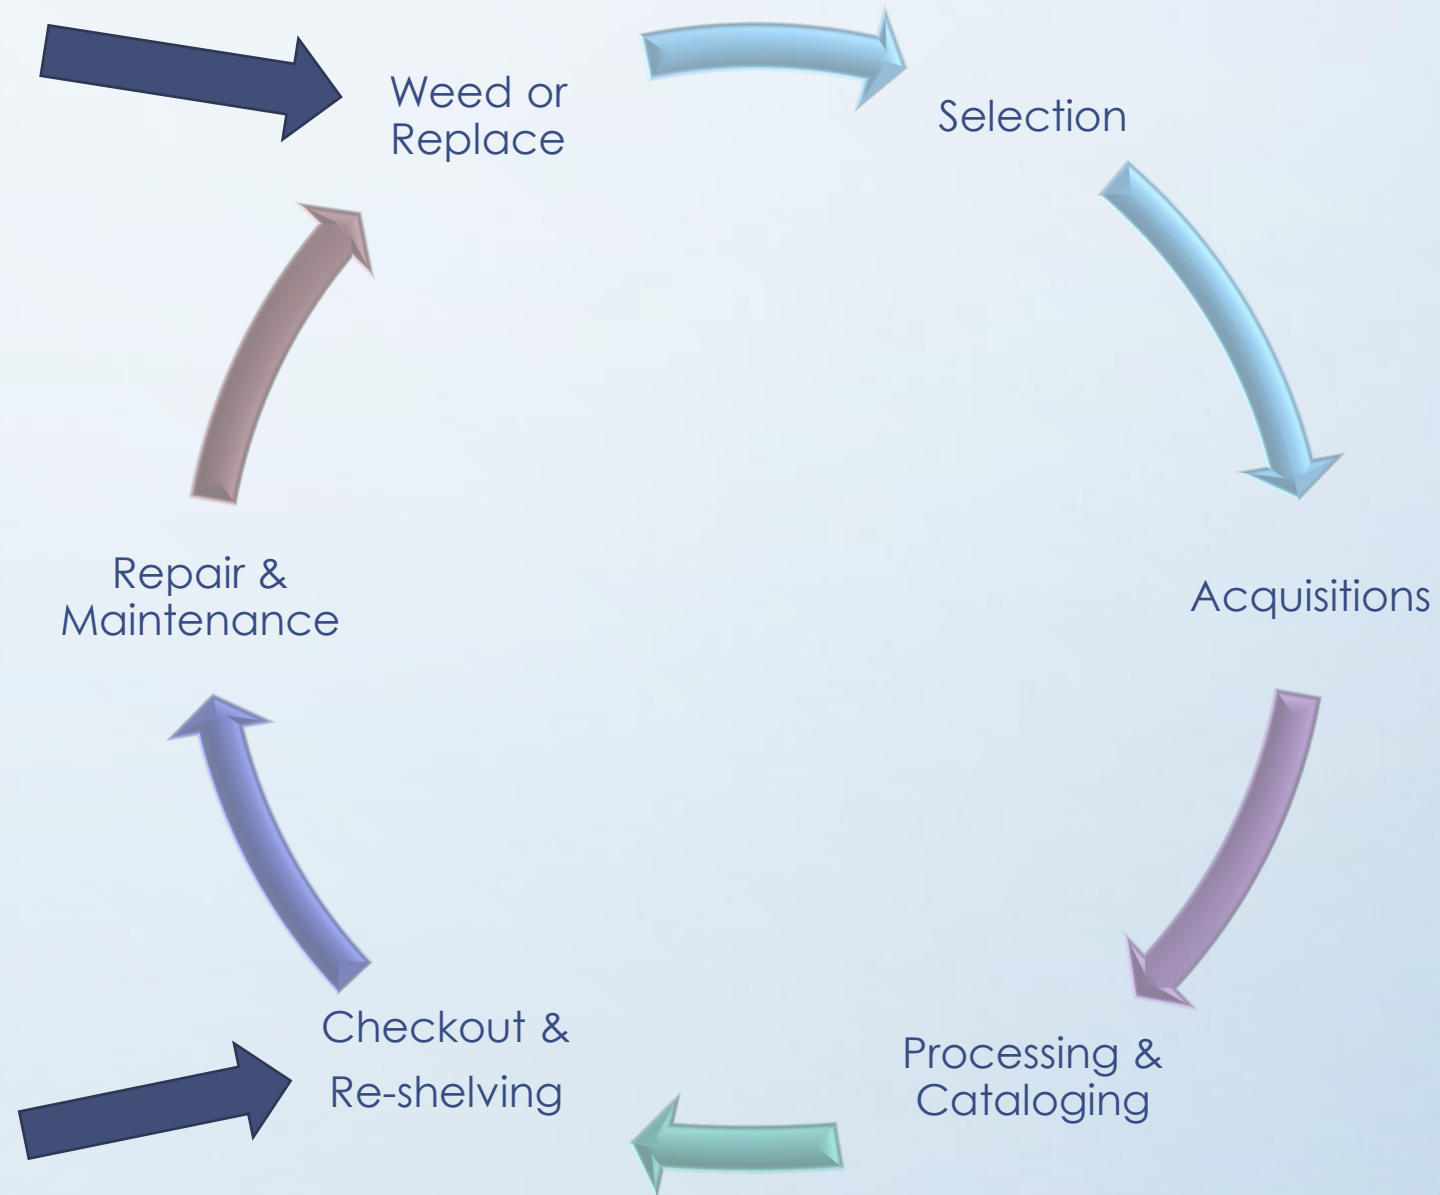 Weed or
Replace
Selection
Acquisitions
Processing &
Cataloging
Checkout &
Re-shelving
Repair &
Maintenance